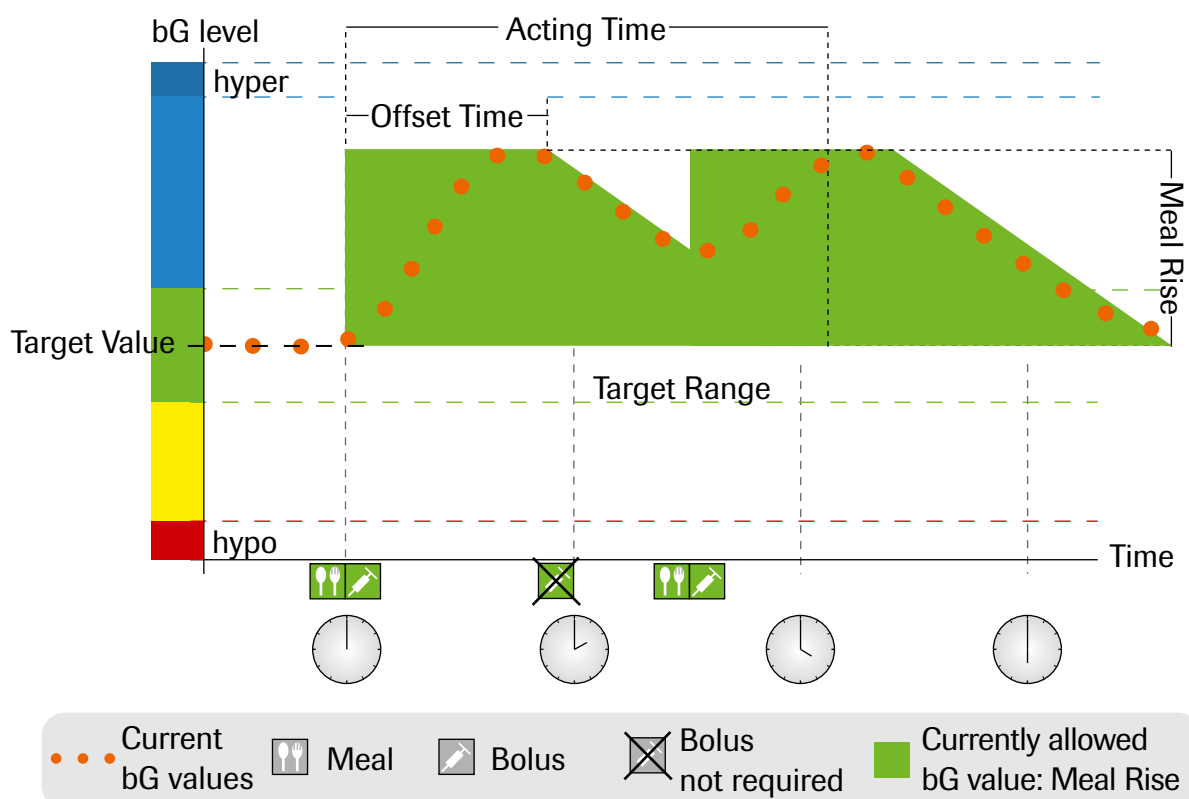 bG level
Acting Time
hyper
Offset Time
Meal Rise
Target Value
Target Range
hypo
Time
Current
bG values
Meal
Bolus
Bolus
not required
Currently allowed
bG value: Meal Rise